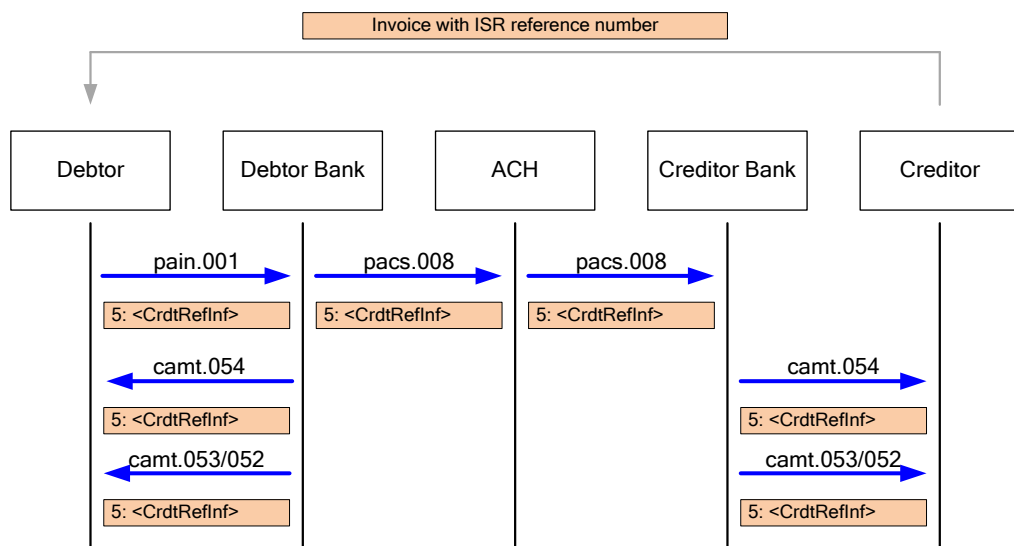 Invoice with ISR reference number
Debtor
Debtor Bank
ACH
Creditor Bank
Creditor
pain.001
pacs.008
pacs.008
5: <CrdtRefInf>
5: <CrdtRefInf>
5: <CrdtRefInf>
camt.054
camt.054
5: <CrdtRefInf>
5: <CrdtRefInf>
camt.053/052
camt.053/052
5: <CrdtRefInf>
5: <CrdtRefInf>